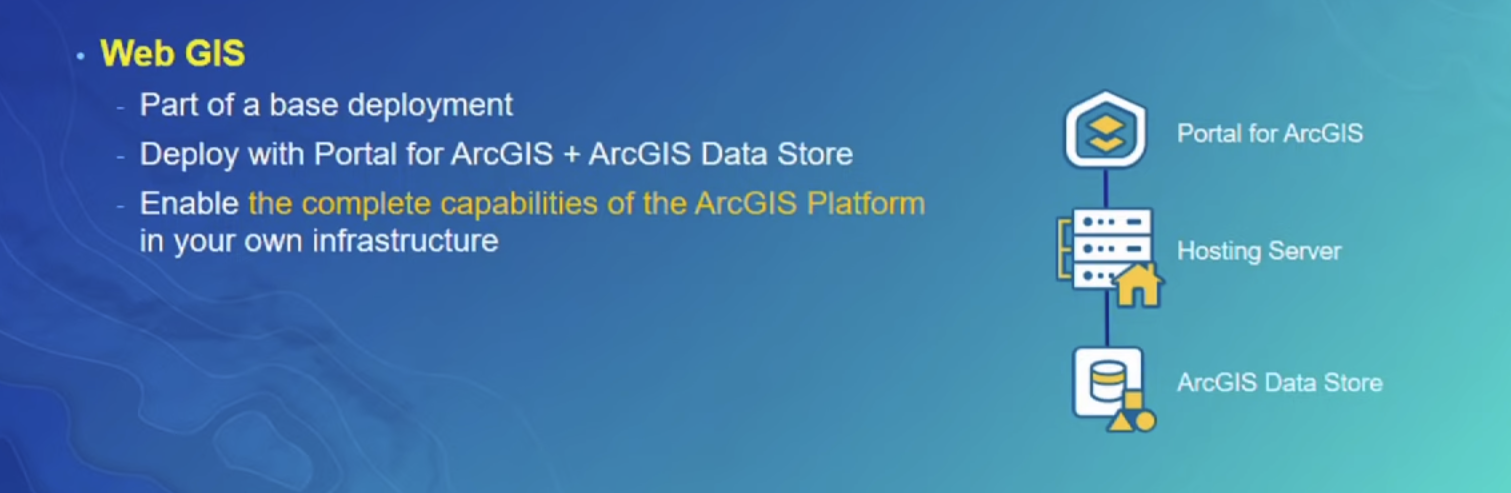 • Web GIS
- Part of a base deployment
- Deploy with Portal for ArcGIS + ArcGIS Data Store
- Enable the complete capabilities of the ArcGIS Platform
in your own infrastructure
Portal for ArcGIS
Hosting Server
ArcGIS Data Store